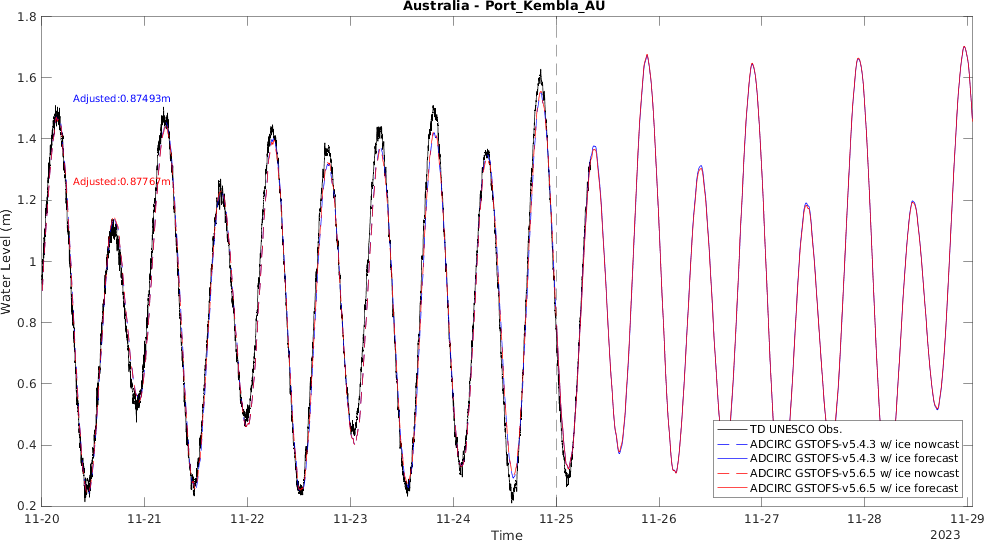 Australia - Port_Kembla_AU
1.8
1.6
1.4
1.2
1
0.8
0.6
0.4
0.2
Water Level (m)
Adjusted:0.87493m
Adjusted:0.87767m
TD UNESCO Obs.
ADCIRC GSTOFS-v5.4.3 w/ ice nowcast
ADCIRC GSTOFS-v5.4.3 w/ ice forecast
ADCIRC GSTOFS-v5.6.5 w/ ice nowcast
ADCIRC GSTOFS-v5.6.5 w/ ice forecast
11-20 11-21 11-22 11-23 11-24 11-25 11-26 11-27 11-28 11-29
Time
2023